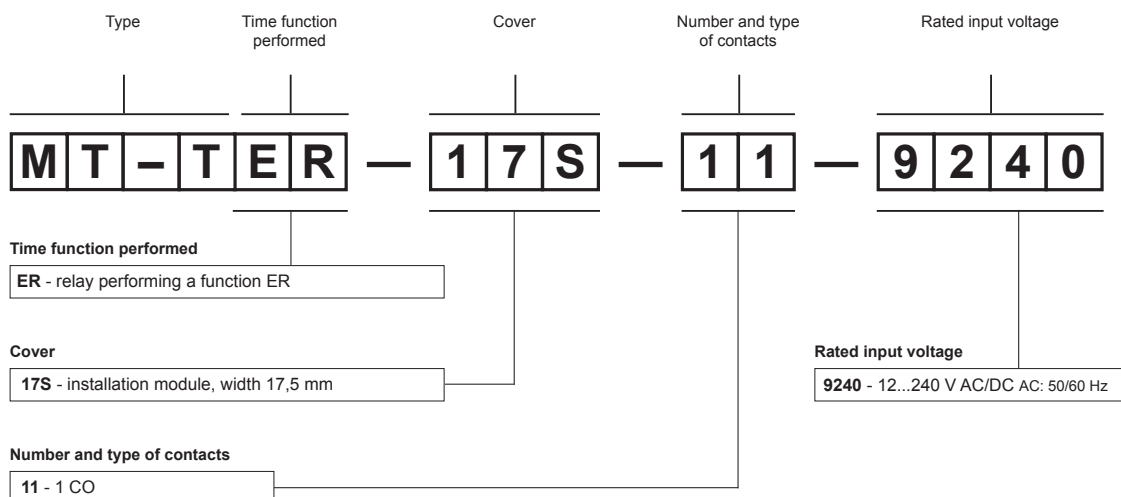 Type
Time function
performed
Cover
Number and type
of contacts
Rated input voltage
MT–TER — 17S — 11 — 9240
Time function performed
ER - relay performing a function ER
Cover
17S - installation module, width 17,5 mm
Rated input voltage
9240 - 12...240 V AC/DC AC: 50/60 Hz
Number and type of contacts
11 - 1 CO